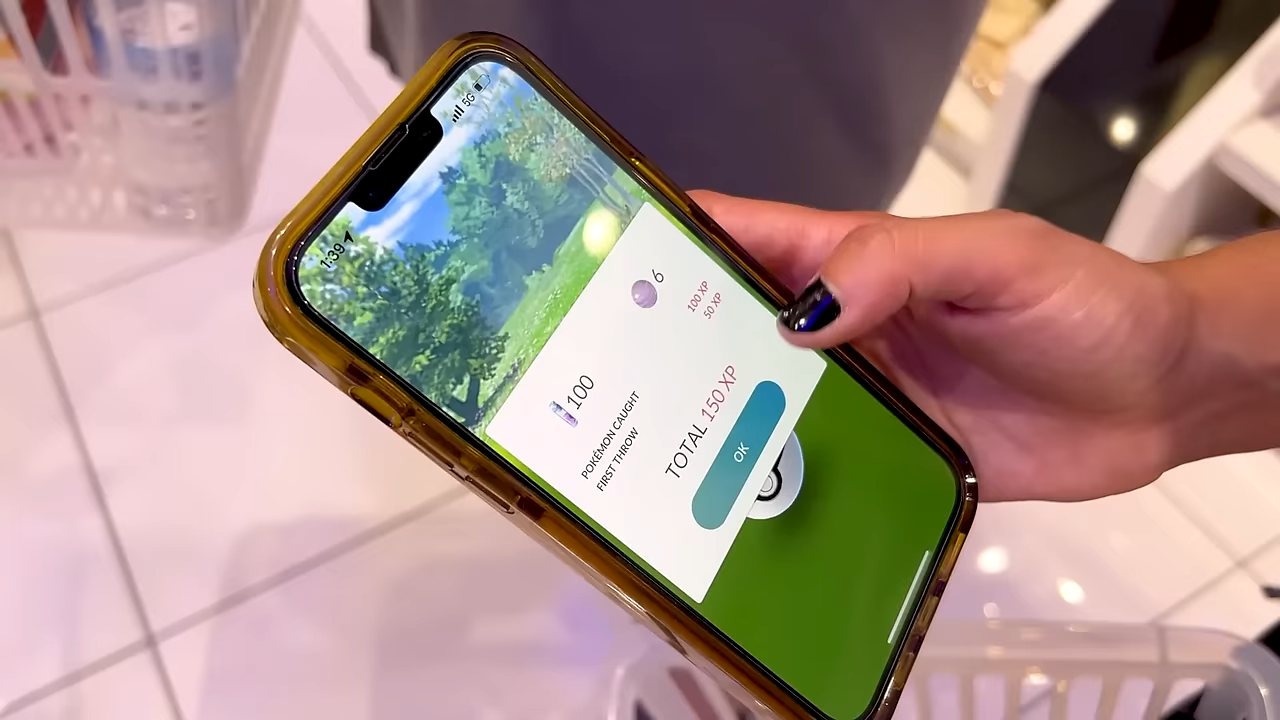 1:39
5G
100
6
POKÉMON CAUGHT 100 XP
FIRST THROW 50 XP
TOTAL 150 XP
OK